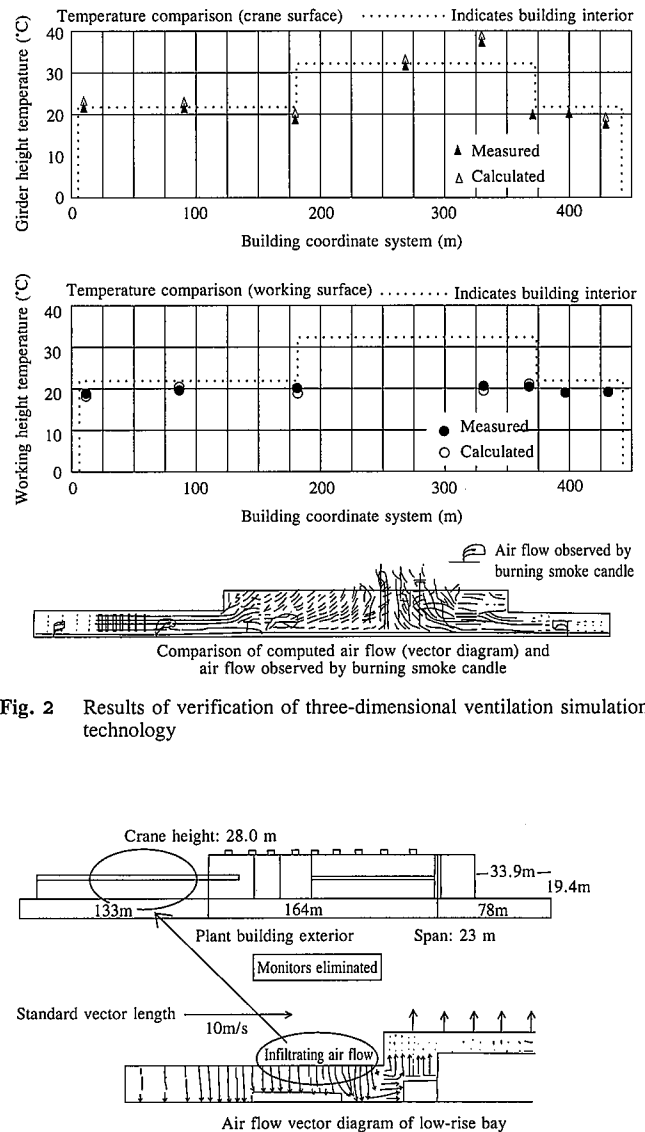 Temperature comparison (crane surface) ........... Indicates building interior
Girder height temperature (°C)
40
30
20
10
0
▲ Measured
△ Calculated
0 100 200 300 400
Building coordinate system (m)
Temperature comparison (working surface) ........... Indicates building interior
Working height temperature (°C)
40
30
20
10
0
● Measured
○ Calculated
0 100 200 300 400
Building coordinate system (m)
Air flow observed by
burning smoke candle
Comparison of computed air flow (vector diagram) and
air flow observed by burning smoke candle
Fig. 2 Results of verification of three-dimensional ventilation simulation
technology
Crane height: 28.0 m
33.9m
19.4m
133m 164m 78m
Plant building exterior Span: 23 m
Monitors eliminated
Standard vector length
10m/s
Infiltrating air flow
Air flow vector diagram of low-rise bay